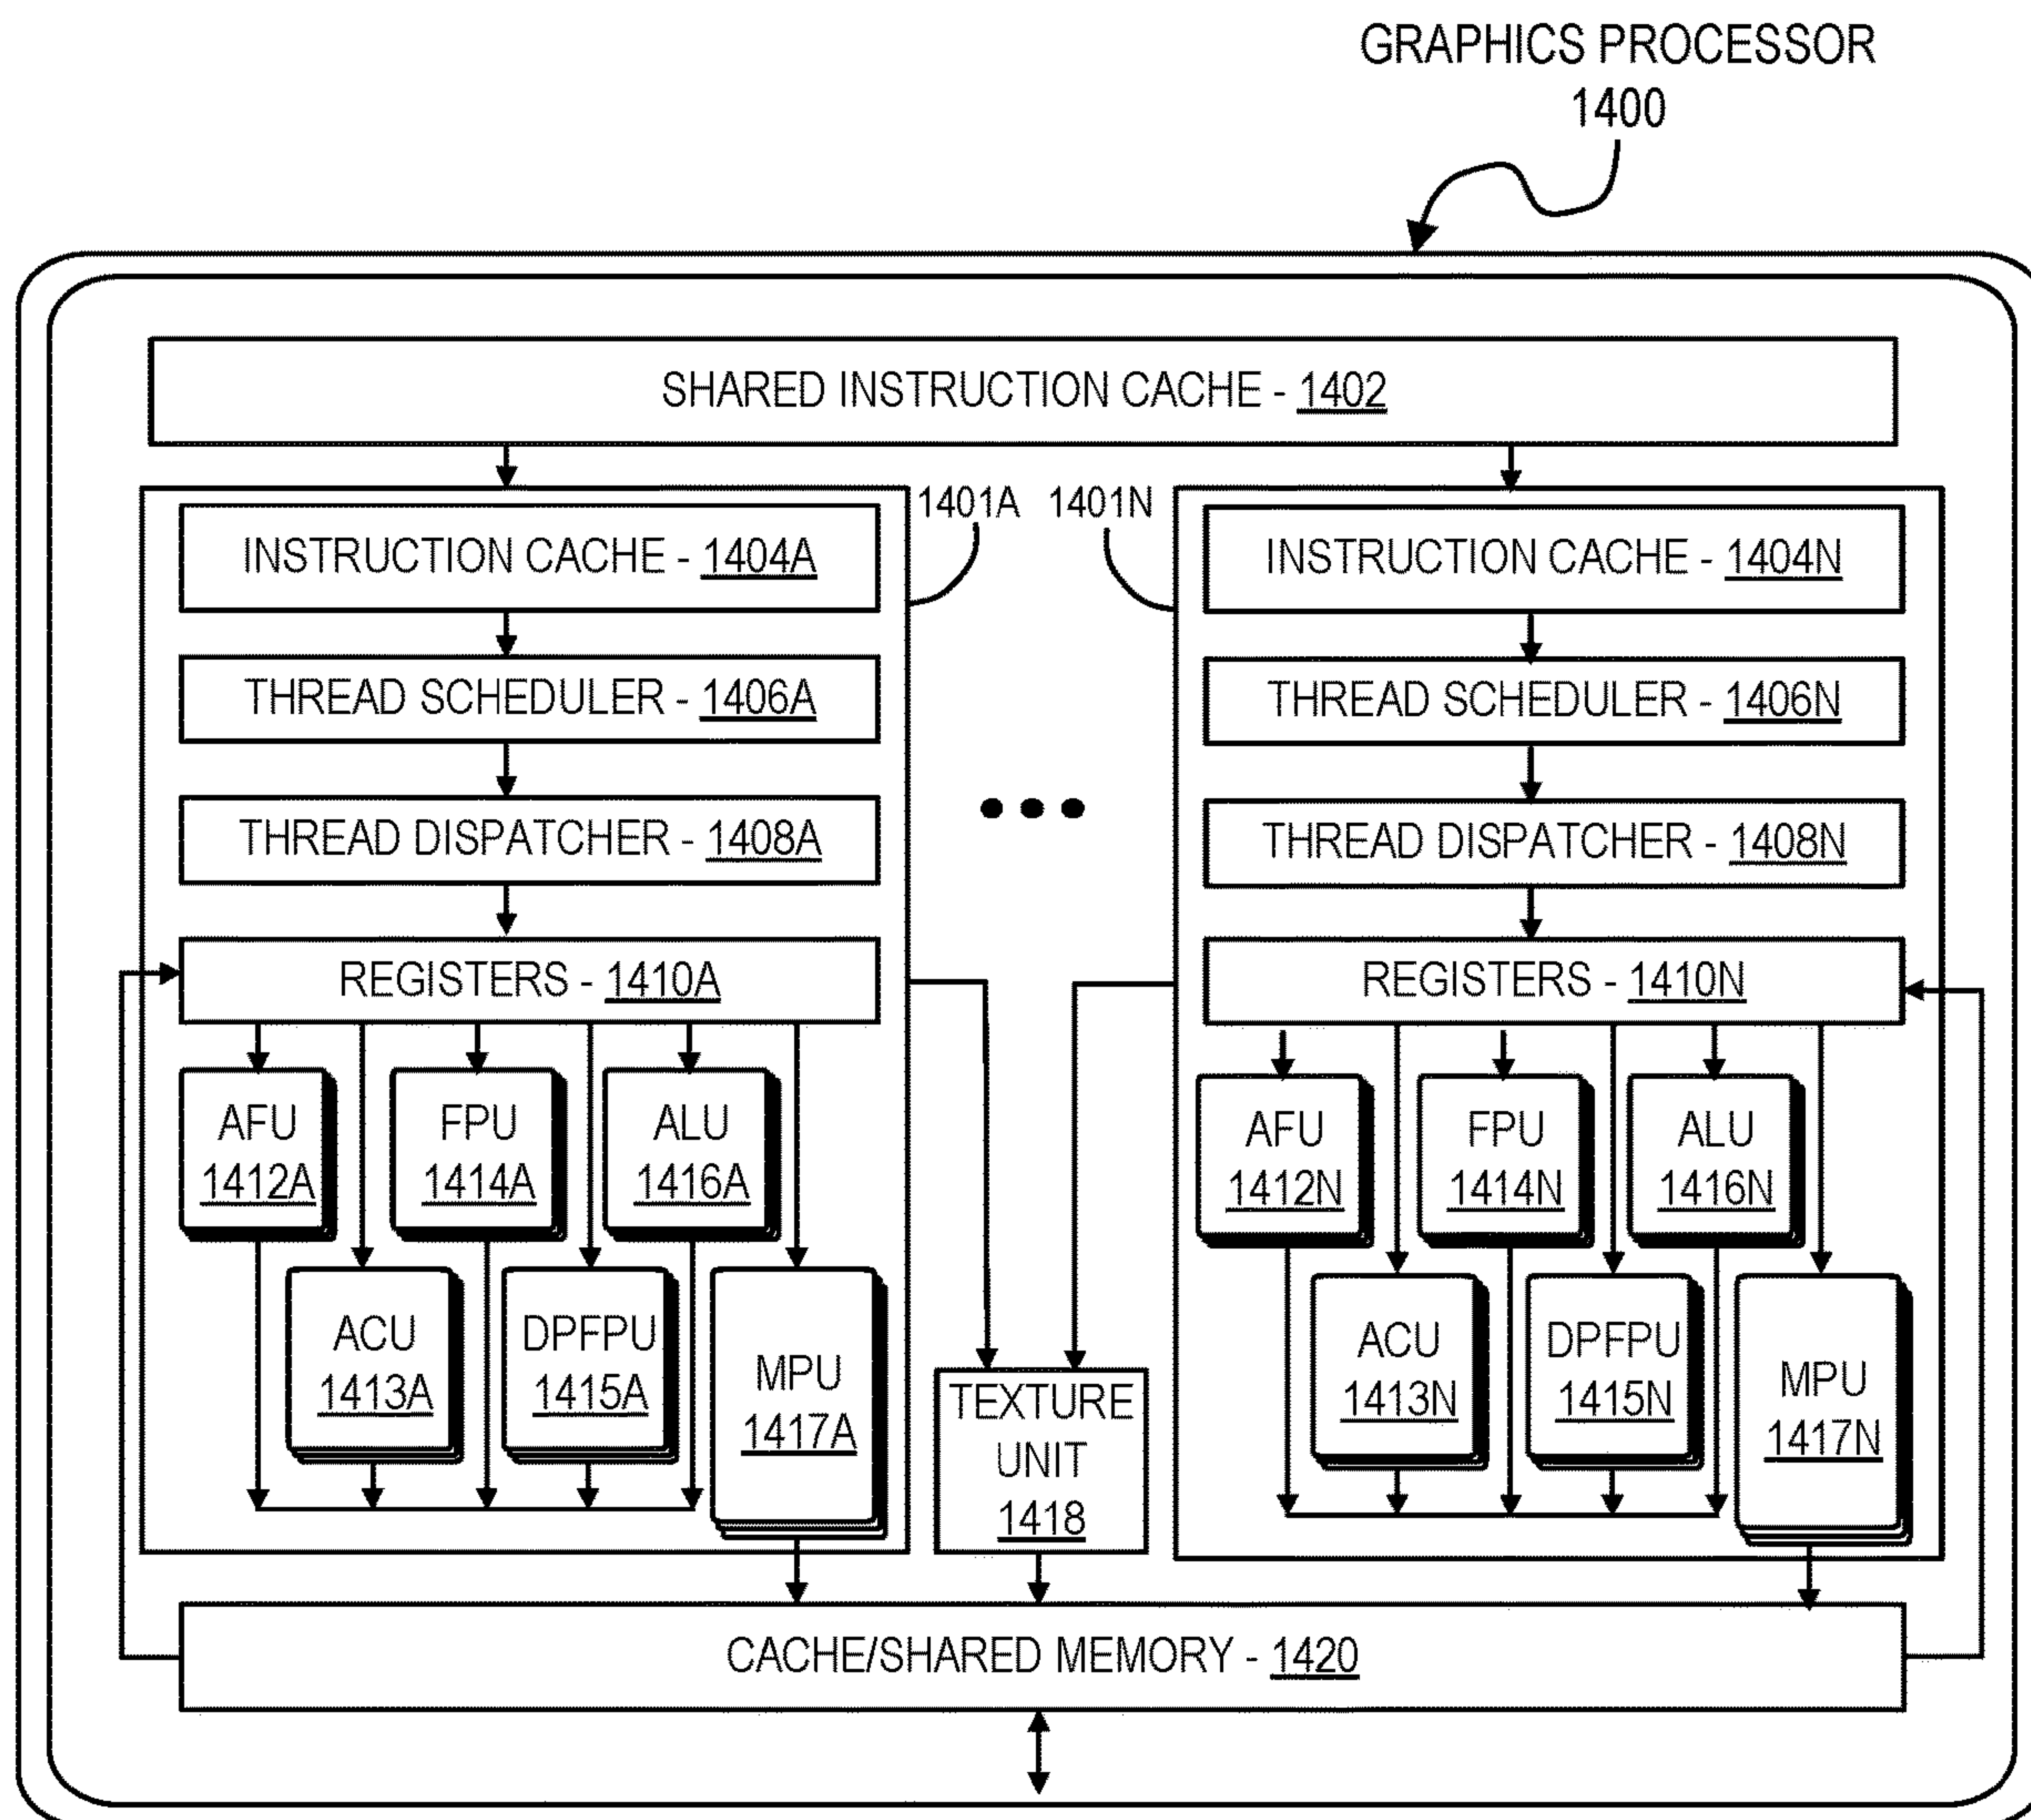 GRAPHICS PROCESSOR
1400
SHARED INSTRUCTION CACHE - 1402
1401A
1401N
INSTRUCTION CACHE - 1404A
THREAD SCHEDULER - 1406A
THREAD DISPATCHER - 1408A
REGISTERS - 1410A
AFU
1412A
FPU
1414A
ALU
1416A
ACU
1413A
DPFPU
1415A
MPU
1417A
INSTRUCTION CACHE - 1404N
THREAD SCHEDULER - 1406N
THREAD DISPATCHER - 1408N
REGISTERS - 1410N
AFU
1412N
FPU
1414N
ALU
1416N
ACU
1413N
DPFPU
1415N
MPU
1417N
TEXTURE
UNIT
1418
CACHE/SHARED MEMORY - 1420